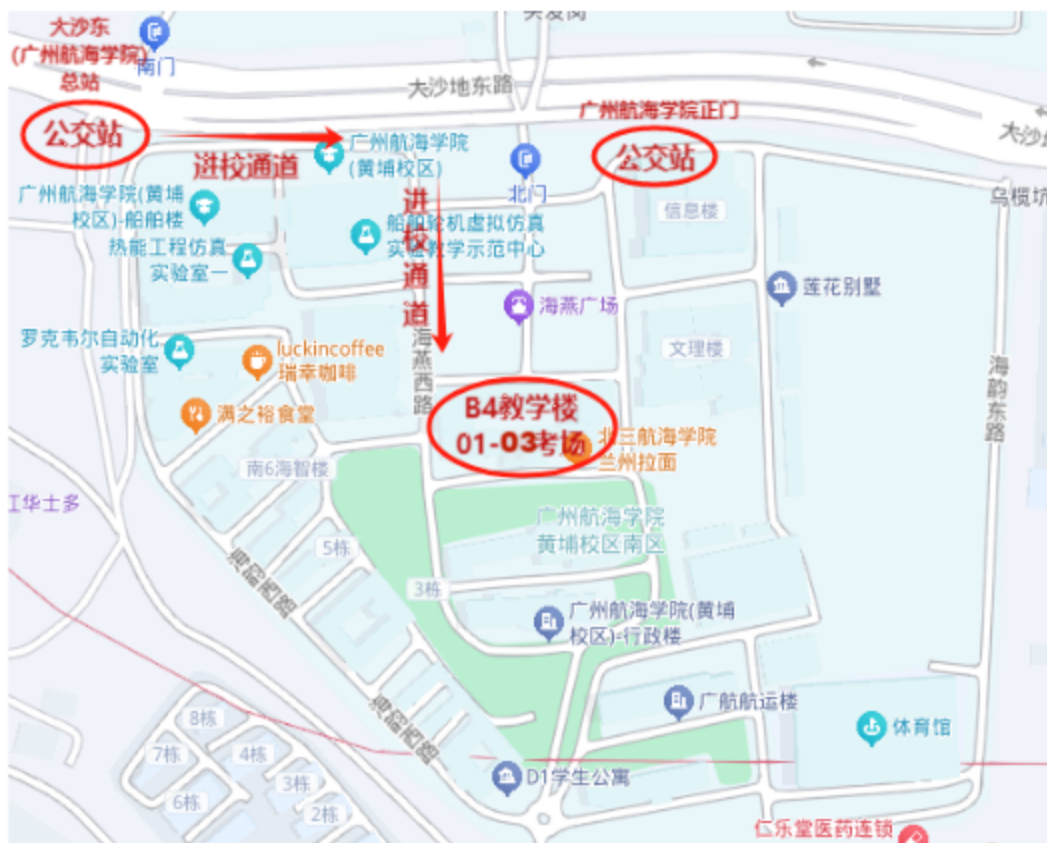 大沙东
(广州航海学院)
总站
南门
公交站
进校通道
大沙地东路
广州航海学院正门
公交站
广州航海学院
(黄埔校区)
北门
信息楼
乌榄坑
广州航海学院(黄埔
校区)-船舶楼
热能工程仿真
实验室一
进校通道
船舶轮机虚拟仿真
实验教学示范中心
莲花别墅
海燕广场
罗克韦尔自动化
实验室
luckincoffee
瑞幸咖啡
海燕西路
文理楼
海韵东路
满之裕食堂
B4教学楼
01-03考场
北三航海学院
兰州拉面
南6海智楼
江华士多
广州航海学院
黄埔校区南区
5栋
3栋
海韵西路
广州航海学院(黄埔
校区)-行政楼
广航航运楼
海韵西路
体育馆
8栋
7栋
4栋
3栋
6栋
2栋
D1学生公寓
仁乐堂医药连锁